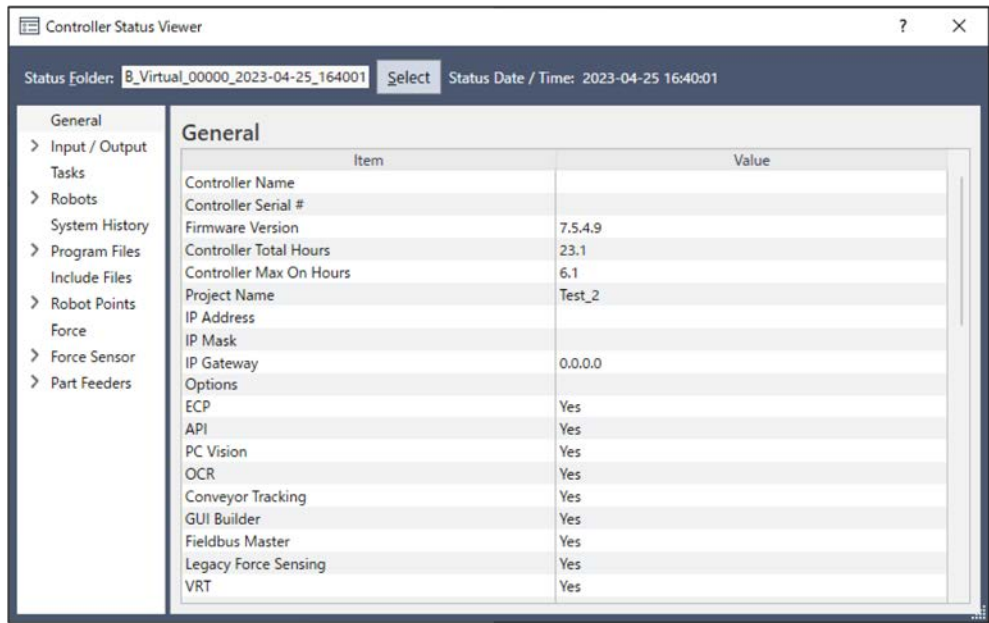 Controller Status Viewer ? ×
Status Folder: B_Virtual_00000_2023-04-25_164001 Select Status Date / Time: 2023-04-25 16:40:01
General
> Input / Output
Tasks
> Robots
System History
> Program Files
Include Files
> Robot Points
Force
> Force Sensor
> Part Feeders
General
Item Value
Controller Name
Controller Serial #
Firmware Version 7.5.4.9
Controller Total Hours 23.1
Controller Max On Hours 6.1
Project Name Test_2
IP Address
IP Mask
IP Gateway 0.0.0.0
Options
ECP Yes
API Yes
PC Vision Yes
OCR Yes
Conveyor Tracking Yes
GUI Builder Yes
Fieldbus Master Yes
Legacy Force Sensing Yes
VRT Yes